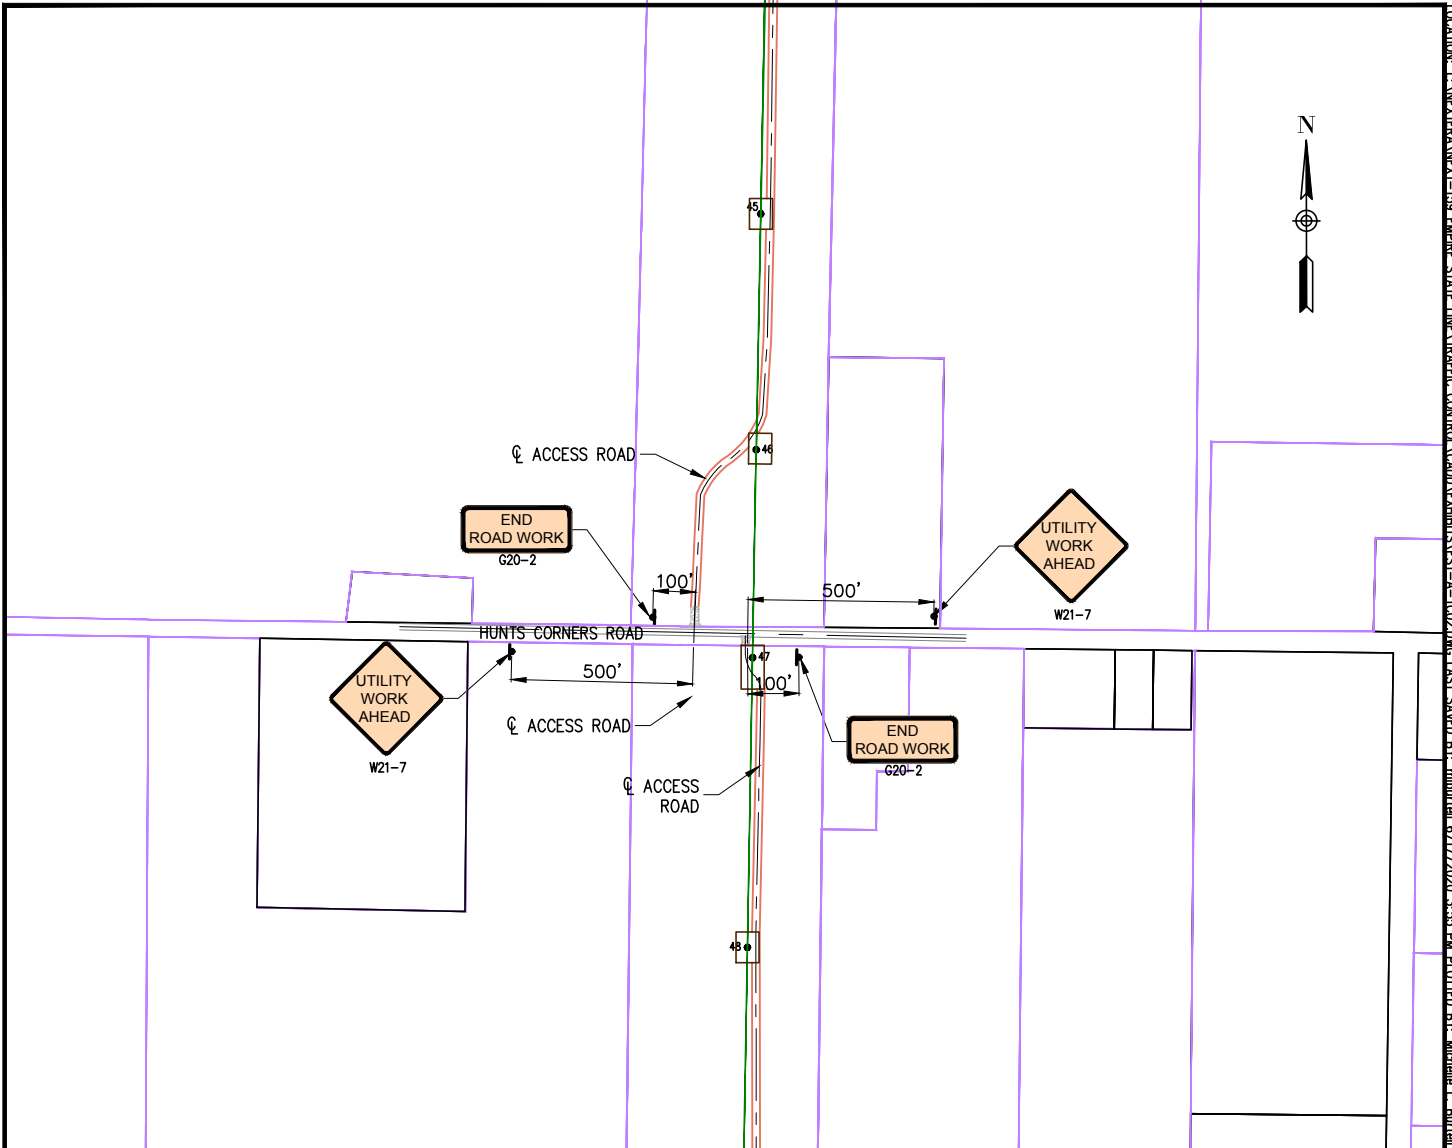 N
45
℄ ACCESS ROAD
46
END
ROAD WORK
G20-2
UTILITY
WORK
AHEAD
W21-7
100'
500'
HUNTS CORNERS ROAD
47
500'
100'
UTILITY
WORK
AHEAD
W21-7
℄ ACCESS ROAD
END
ROAD WORK
G20-2
℄ ACCESS
ROAD
48